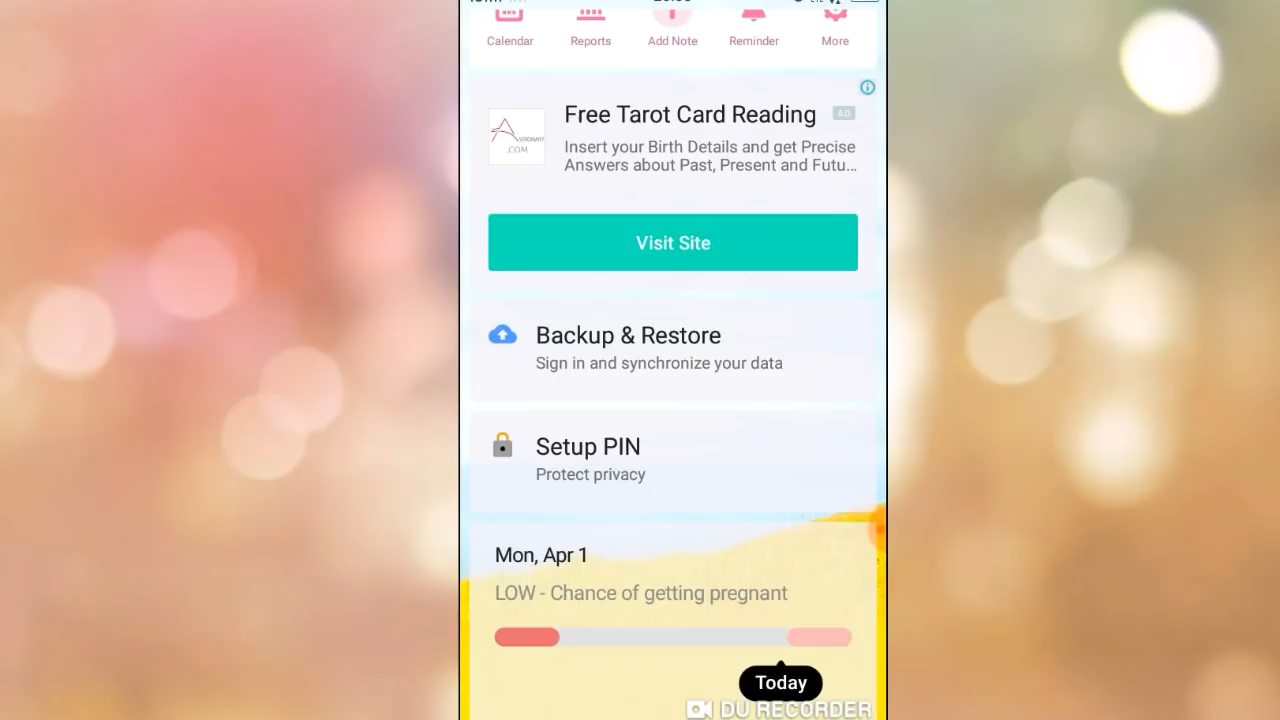 Calendar
Reports
Add Note
Reminder
More
Free Tarot Card Reading
AD
Insert your Birth Details and get Precise
Answers about Past, Present and Futu...
.COM
Visit Site
Backup & Restore
Sign in and synchronize your data
Setup PIN
Protect privacy
Mon, Apr 1
LOW - Chance of getting pregnant
Today
DU RECORDER